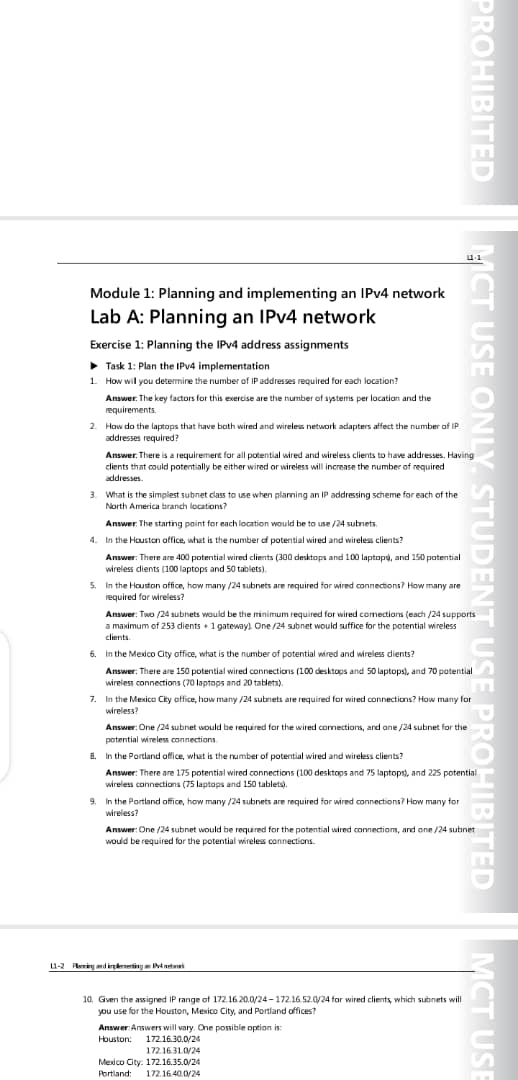 PROHIBITED
L1-1
MCT USE ONLY. STUDENT USE PROHIBITED
Module 1: Planning and implementing an IPv4 network
Lab A: Planning an IPv4 network
Exercise 1: Planning the IPv4 address assignments
▶ Task 1: Plan the IPv4 implementation
1. How will you determine the number of IP addresses required for each location?
Answer: The key factors for this exercise are the number of systems per location and the
requirements.
2. How do the laptops that have both wired and wireless network adapters affect the number of IP
addresses required?
Answer: There is a requirement for all potential wired and wireless clients to have addresses. Having
clients that could potentially be either wired or wireless will increase the number of required
addresses.
3. What is the simplest subnet class to use when planning an IP addressing scheme for each of the
North America branch locations?
Answer: The starting point for each location would be to use /24 subnets.
4. In the Houston office, what is the number of potential wired and wireless clients?
Answer: There are 400 potential wired clients (300 desktops and 100 laptops), and 150 potential
wireless clients (100 laptops and 50 tablets).
5. In the Houston office, how many /24 subnets are required for wired connections? How many are
required for wireless?
Answer: Two /24 subnets would be the minimum required for wired connections (each /24 supports
a maximum of 253 clients + 1 gateway). One /24 subnet would suffice for the potential wireless
clients.
6. In the Mexico City office, what is the number of potential wired and wireless clients?
Answer: There are 150 potential wired connections (100 desktops and 50 laptops), and 70 potential
wireless connections (70 laptops and 20 tablets).
7. In the Mexico City office, how many /24 subnets are required for wired connections? How many for
wireless?
Answer: One /24 subnet would be required for the wired connections, and one /24 subnet for the
potential wireless connections.
8. In the Portland office, what is the number of potential wired and wireless clients?
Answer: There are 175 potential wired connections (100 desktops and 75 laptops), and 225 potential
wireless connections (75 laptops and 150 tablets).
9. In the Portland office, how many /24 subnets are required for wired connections? How many for
wireless?
Answer: One /24 subnet would be required for the potential wired connections, and one /24 subnet
would be required for the potential wireless connections.
L1-2 Planning and implementing an IPv4 network
MCT USE
10. Given the assigned IP range of 172.16.20.0/24 – 172.16.52.0/24 for wired clients, which subnets will
you use for the Houston, Mexico City, and Portland offices?
Answer: Answers will vary. One possible option is:
Houston: 172.16.30.0/24
172.16.31.0/24
Mexico City: 172.16.35.0/24
Portland: 172.16.40.0/24